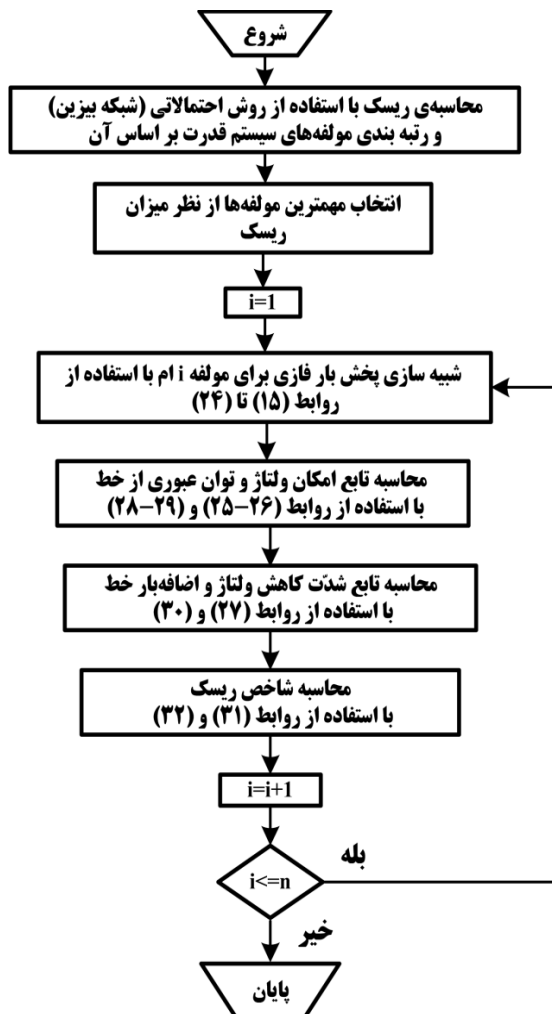 شروع
محاسبه‌ی ریسک با استفاده از روش احتمالاتی (شبکه بیزین)
و رتبه بندی مولفه‌های سیستم قدرت بر اساس آن
انتخاب مهمترین مولفه‌ها از نظر میزان
ریسک
i=1
شبیه سازی پخش بار فازی برای مولفه i ام با استفاده از
روابط (۱۵) تا (۲۴)
محاسبه تابع امکان ولتاژ و توان عبوری از خط
با استفاده از روابط (۲۶-۲۵) و (۲۹-۲۸)
محاسبه تابع شدّت کاهش ولتاژ و اضافه‌بار خط
با استفاده از روابط (۲۷) و (۳۰)
محاسبه شاخص ریسک
با استفاده از روابط (۳۱) و (۳۲)
i=i+1
i<=n
بله
خیر
پایان